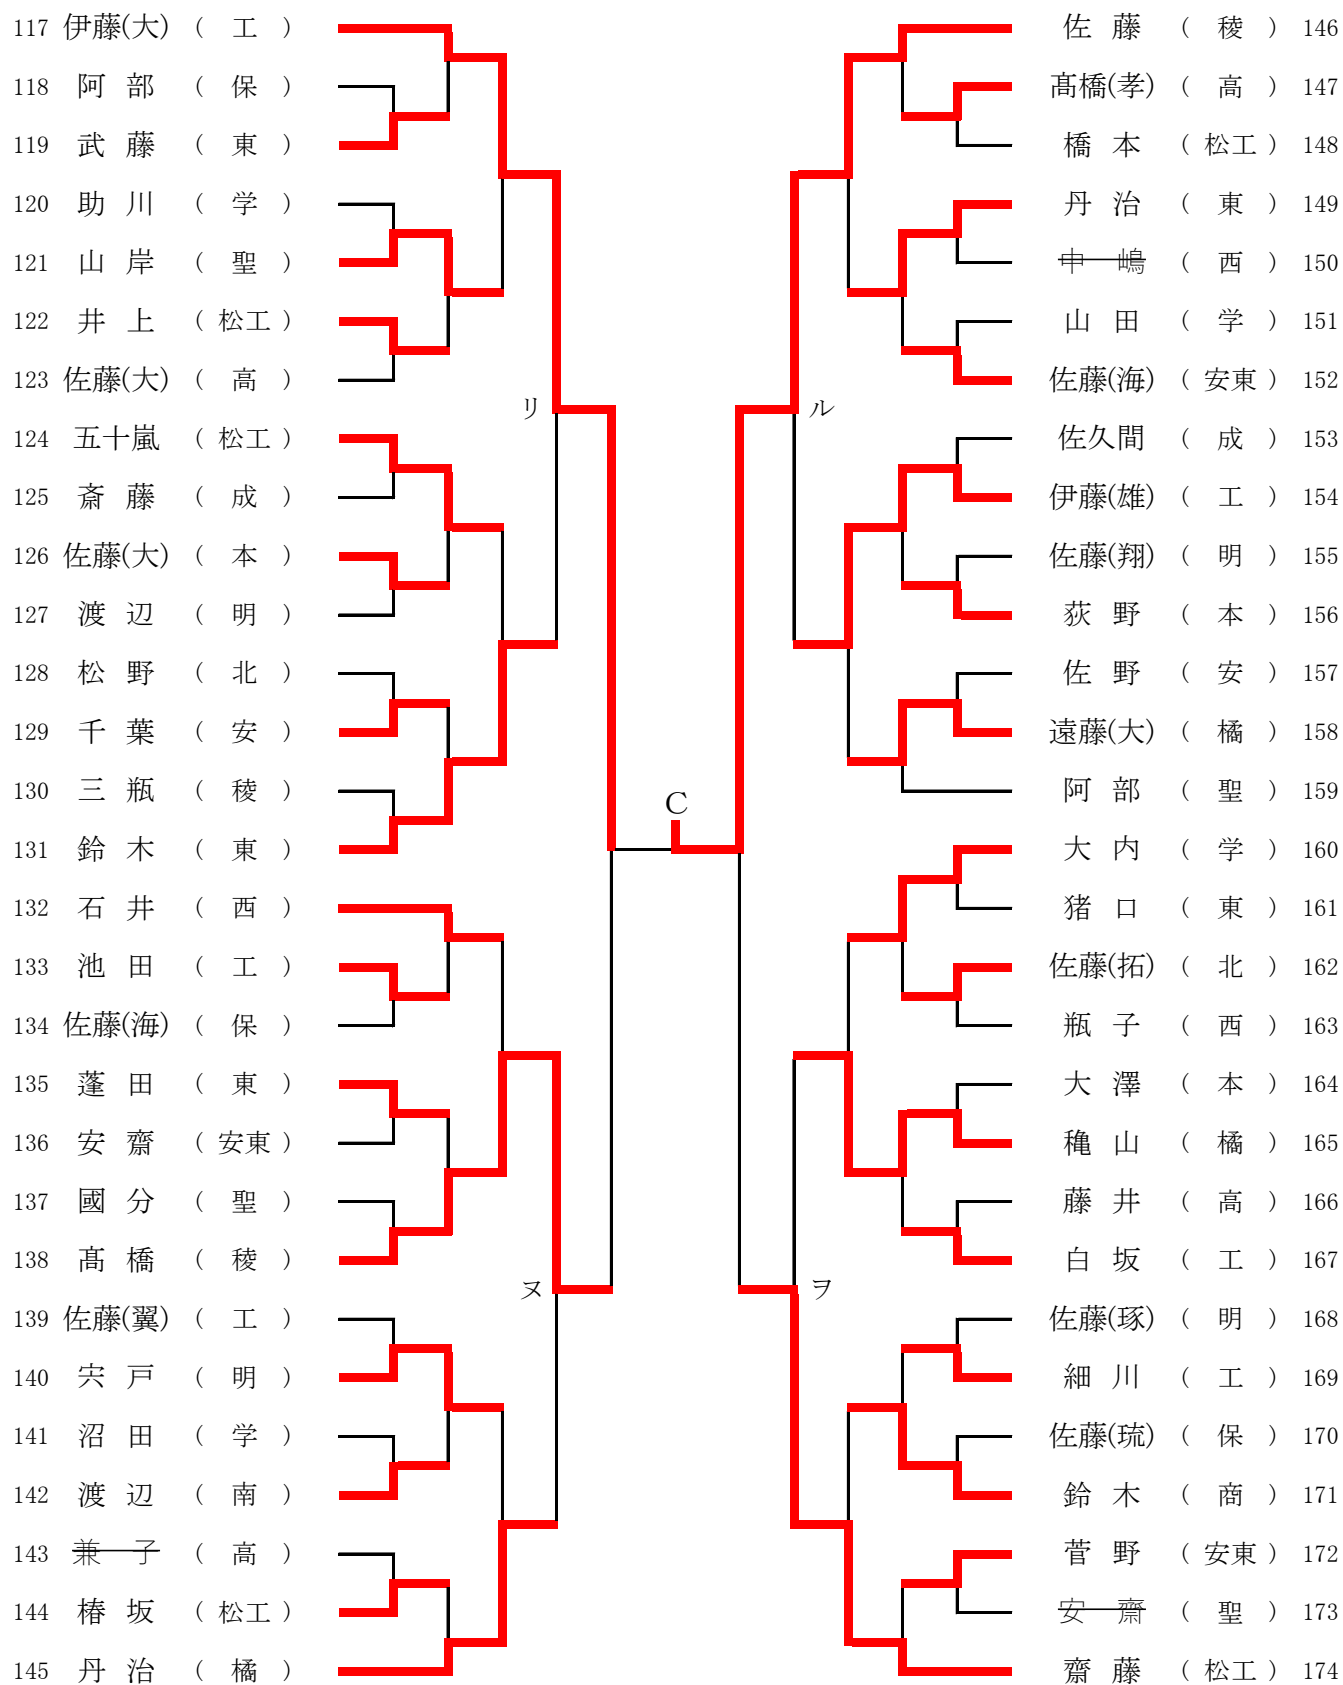 117 伊藤(大) ( 工 )
118 阿部 ( 保 )
119 武藤 ( 東 )
120 助川 ( 学 )
121 山岸 ( 聖 )
122 井上 ( 松工 )
123 佐藤(大) ( 高 )
124 五十嵐 ( 松工 )
125 斎藤 ( 成 )
126 佐藤(大) ( 本 )
127 渡辺 ( 明 )
128 松野 ( 北 )
129 千葉 ( 安 )
130 三瓶 ( 稜 )
131 鈴木 ( 東 )
132 石井 ( 西 )
133 池田 ( 工 )
134 佐藤(海) ( 保 )
135 蓬田 ( 東 )
136 安齋 ( 安東 )
137 國分 ( 聖 )
138 髙橋 ( 稜 )
139 佐藤(翼) ( 工 )
140 宍戸 ( 明 )
141 沼田 ( 学 )
142 渡辺 ( 南 )
143 兼子 ( 高 )
144 椿坂 ( 松工 )
145 丹治 ( 橘 )
リ
ヌ
C
ル
ヲ
佐藤 ( 稜 ) 146
髙橋(孝) ( 高 ) 147
橋本 ( 松工 ) 148
丹治 ( 東 ) 149
中嶋 ( 西 ) 150
山田 ( 学 ) 151
佐藤(海) ( 安東 ) 152
佐久間 ( 成 ) 153
伊藤(雄) ( 工 ) 154
佐藤(翔) ( 明 ) 155
荻野 ( 本 ) 156
佐野 ( 安 ) 157
遠藤(大) ( 橘 ) 158
阿部 ( 聖 ) 159
大内 ( 学 ) 160
猪口 ( 東 ) 161
佐藤(拓) ( 北 ) 162
瓶子 ( 西 ) 163
大澤 ( 本 ) 164
穐山 ( 橘 ) 165
藤井 ( 高 ) 166
白坂 ( 工 ) 167
佐藤(琢) ( 明 ) 168
細川 ( 工 ) 169
佐藤(琉) ( 保 ) 170
鈴木 ( 商 ) 171
菅野 ( 安東 ) 172
安齋 ( 聖 ) 173
齋藤 ( 松工 ) 174